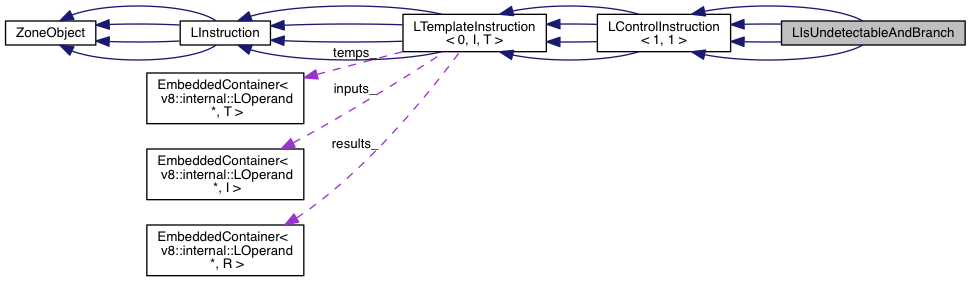 ZoneObject
LInstruction
LTemplateInstruction
< 0, I, T >
LControlInstruction
< 1, 1 >
LIsUndetectableAndBranch
temps_
EmbeddedContainer<
v8::internal::LOperand
*, T >
inputs_
EmbeddedContainer<
v8::internal::LOperand
*, I >
results_
EmbeddedContainer<
v8::internal::LOperand
*, R >